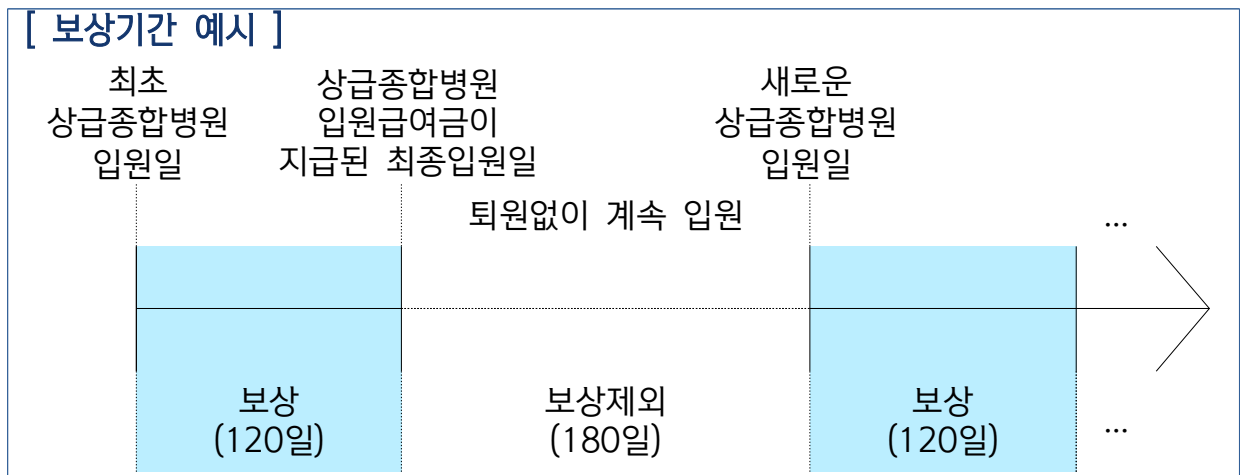 [ 보상기간 예시 ]
최초
상급종합병원
입원일
상급종합병원
입원급여금이
지급된 최종입원일
새로운
상급종합병원
입원일
퇴원없이 계속 입원
...
보상
(120일)
보상제외
(180일)
보상
(120일)
...